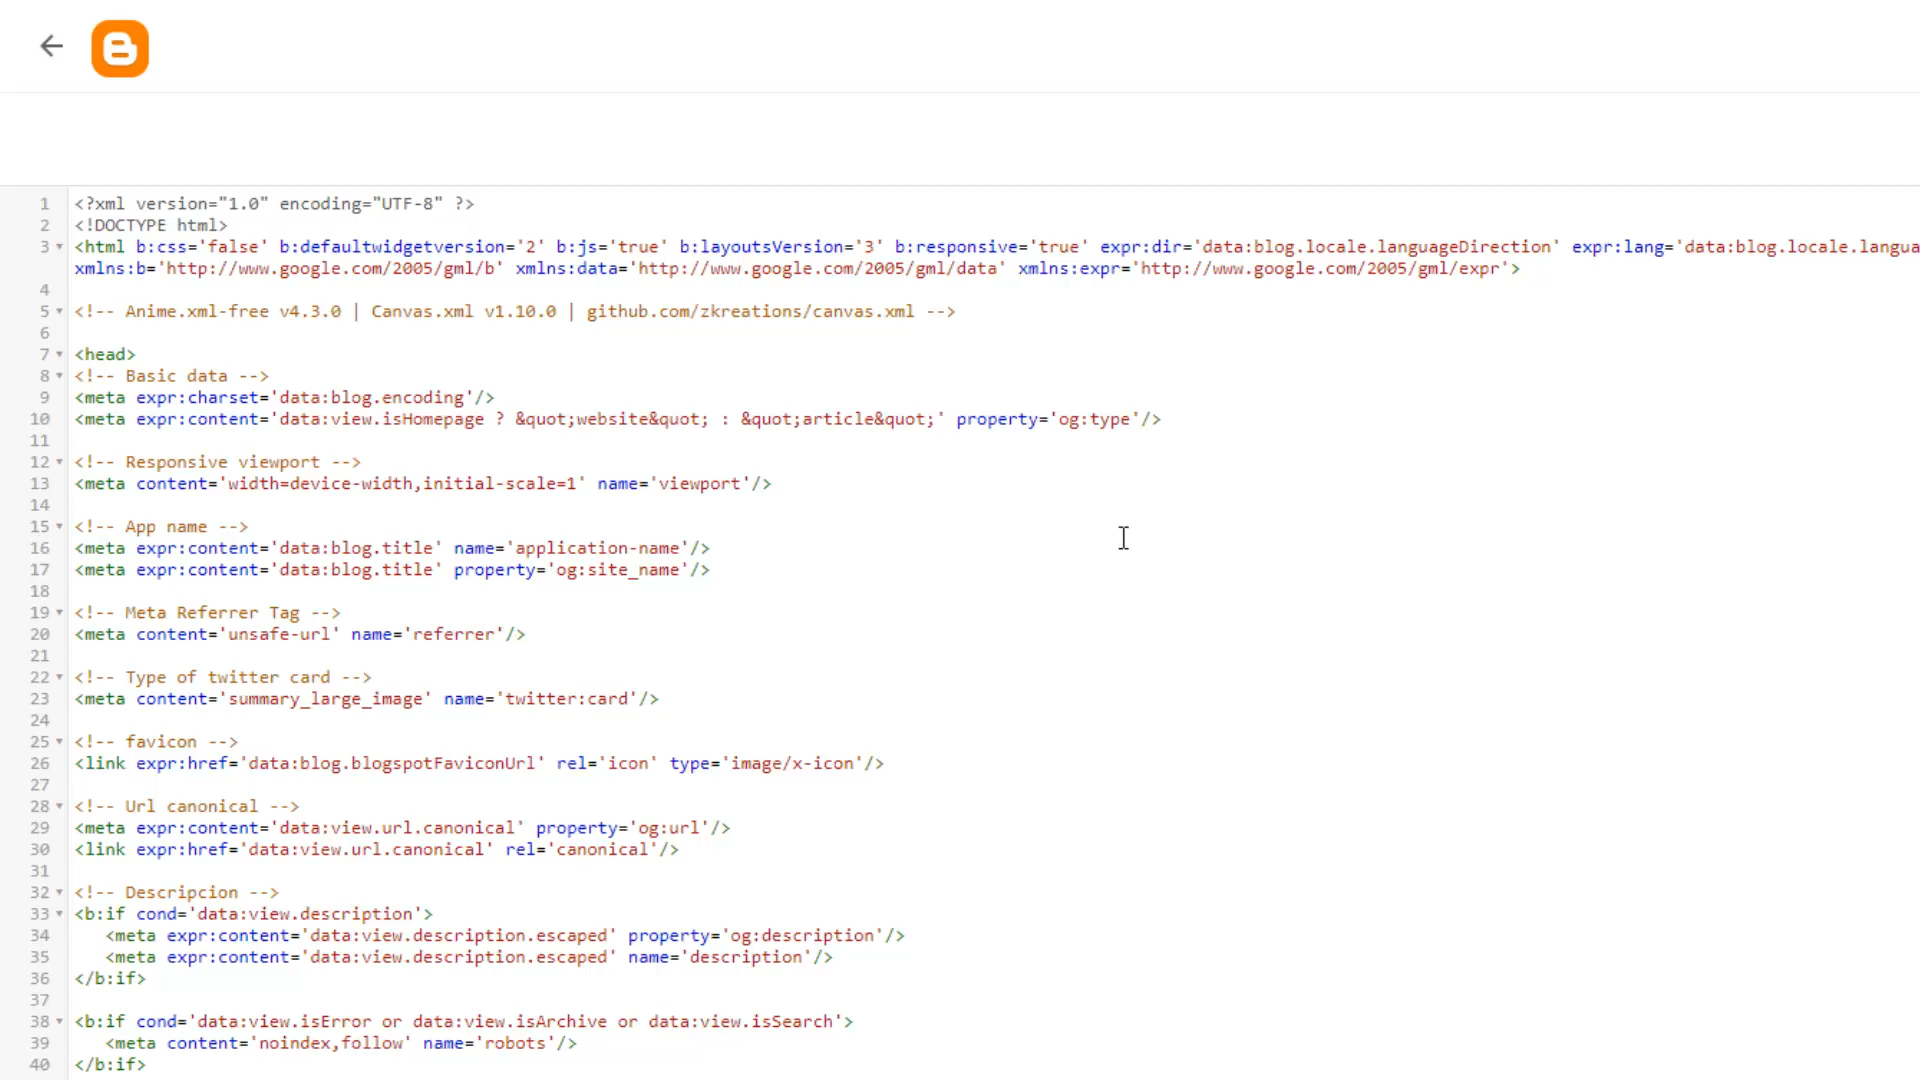 1 <?xml version="1.0" encoding="UTF-8" ?>
2 <!DOCTYPE html>
3 <html b:css='false' b:defaultwidgetversion='2' b:js='true' b:layoutsVersion='3' b:responsive='true' expr:dir='data:blog.locale.languageDirection' expr:lang='data:blog.locale.langua
xmlns:b='http://www.google.com/2005/gml/b' xmlns:data='http://www.google.com/2005/gml/data' xmlns:expr='http://www.google.com/2005/gml/expr'>
4
5 <!-- Anime.xml-free v4.3.0 | Canvas.xml v1.10.0 | github.com/zkreations/canvas.xml -->
6
7 <head>
8 <!-- Basic data -->
9 <meta expr:charset='data:blog.encoding'/>
10 <meta expr:content='data:view.isHomepage ? &quot;website&quot; : &quot;article&quot;' property='og:type'/>
11
12 <!-- Responsive viewport -->
13 <meta content='width=device-width,initial-scale=1' name='viewport'/>
14
15 <!-- App name -->
16 <meta expr:content='data:blog.title' name='application-name'/>
17 <meta expr:content='data:blog.title' property='og:site_name'/>
18
19 <!-- Meta Referrer Tag -->
20 <meta content='unsafe-url' name='referrer'/>
21
22 <!-- Type of twitter card -->
23 <meta content='summary_large_image' name='twitter:card'/>
24
25 <!-- favicon -->
26 <link expr:href='data:blog.blogspotFaviconUrl' rel='icon' type='image/x-icon'/>
27
28 <!-- Url canonical -->
29 <meta expr:content='data:view.url.canonical' property='og:url'/>
30 <link expr:href='data:view.url.canonical' rel='canonical'/>
31
32 <!-- Descripcion -->
33 <b:if cond='data:view.description'>
34 <meta expr:content='data:view.description.escaped' property='og:description'/>
35 <meta expr:content='data:view.description.escaped' name='description'/>
36 </b:if>
37
38 <b:if cond='data:view.isError or data:view.isArchive or data:view.isSearch'>
39 <meta content='noindex,follow' name='robots'/>
40 </b:if>